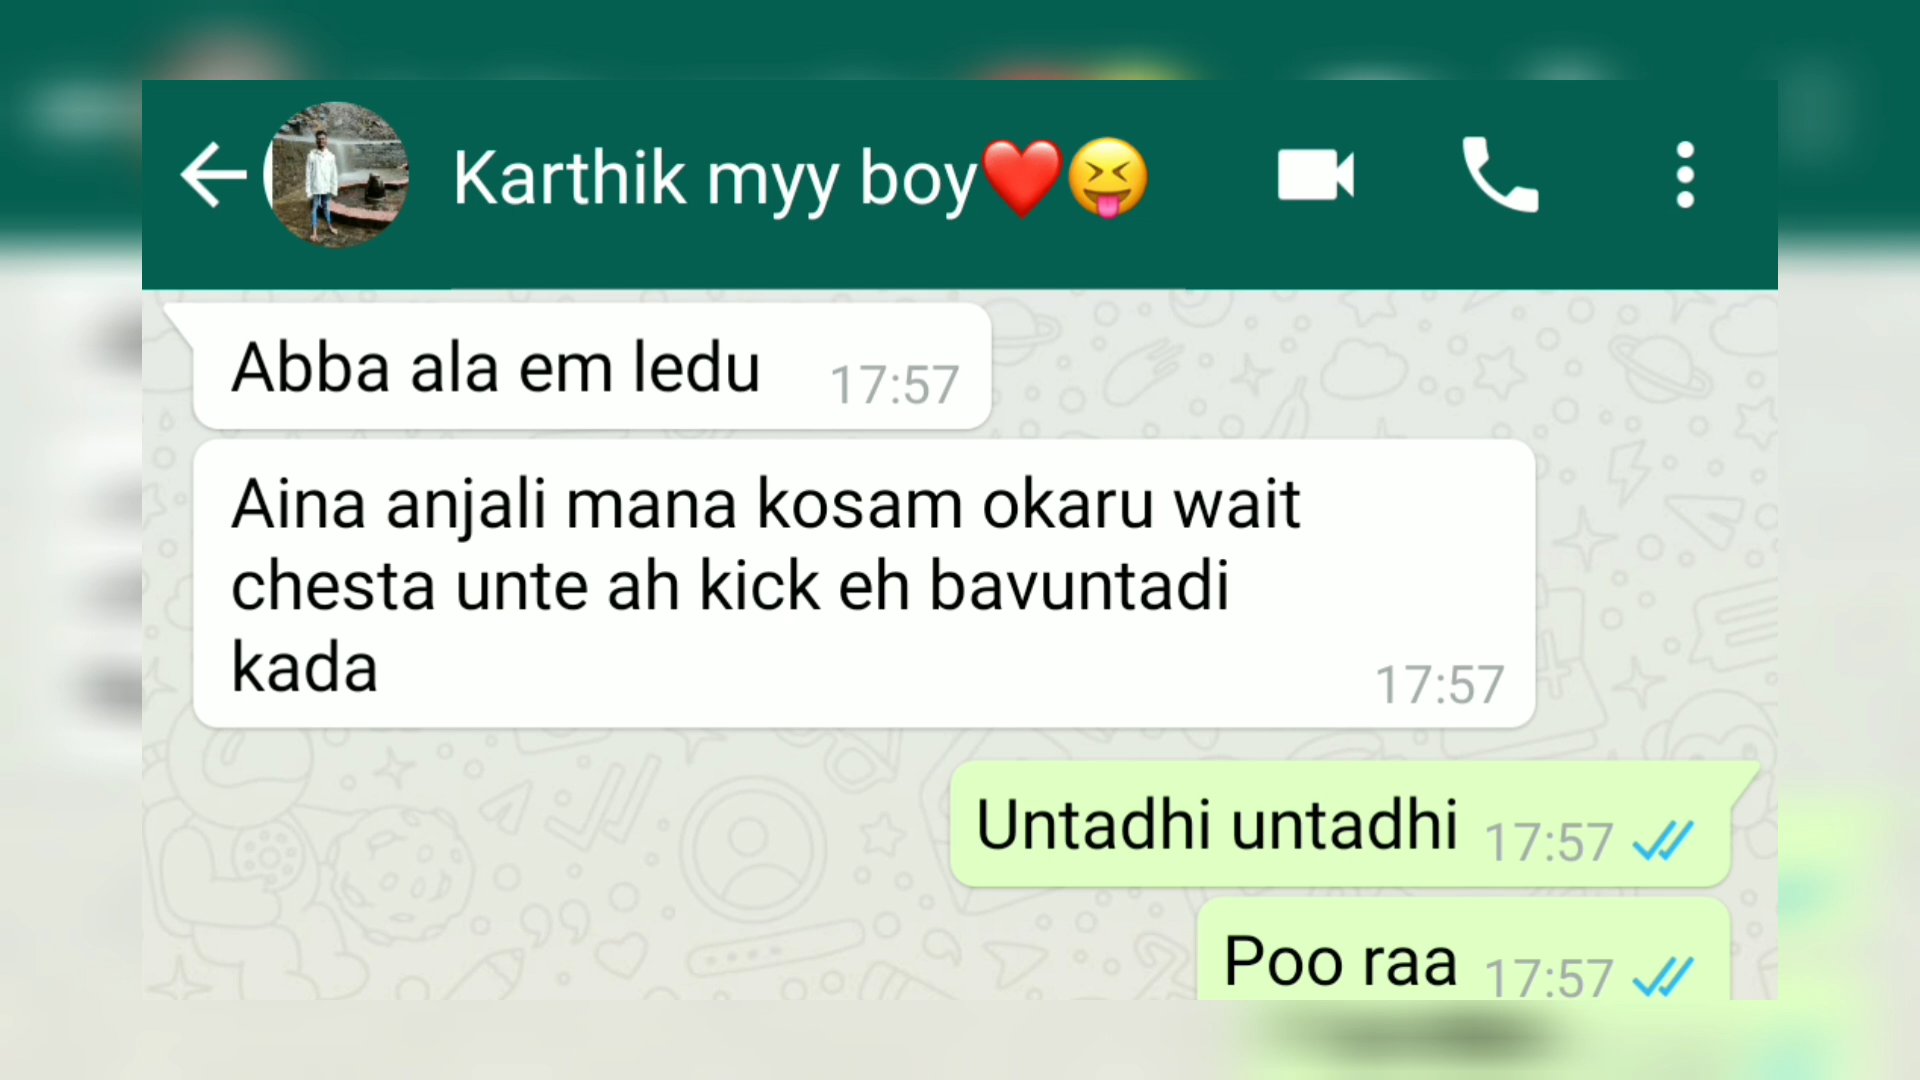 Karthik myy boy❤️😝
Abba ala em ledu 17:57
Aina anjali mana kosam okaru wait
chesta unte ah kick eh bavuntadi
kada 17:57
Untadhi untadhi 17:57
Poo raa 17:57